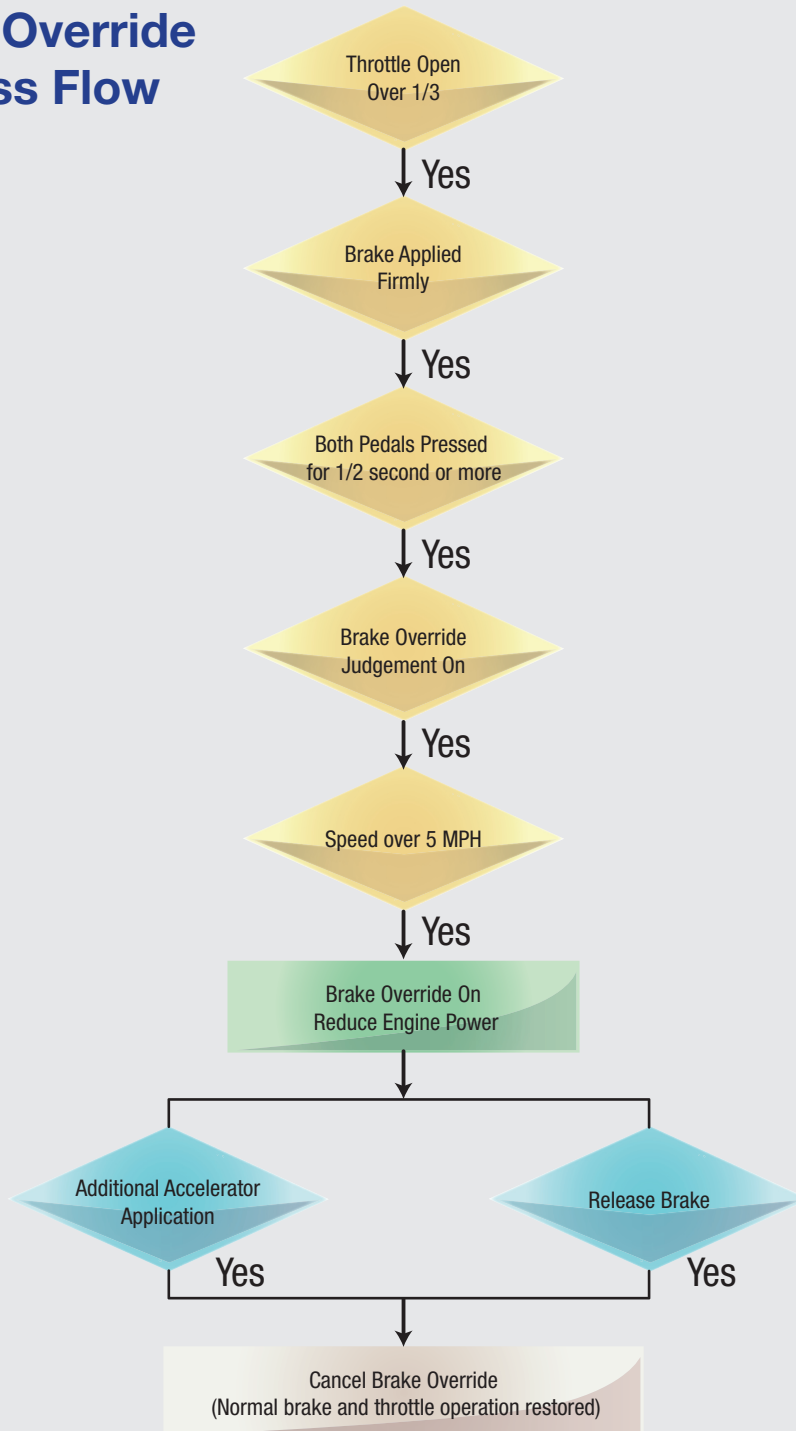 Override
ss Flow
Throttle Open
Over 1/3
Yes
Brake Applied
Firmly
Yes
Both Pedals Pressed
for 1/2 second or more
Yes
Brake Override
Judgement On
Yes
Speed over 5 MPH
Yes
Brake Override On
Reduce Engine Power
Additional Accelerator
Application
Yes
Release Brake
Yes
Cancel Brake Override
(Normal brake and throttle operation restored)